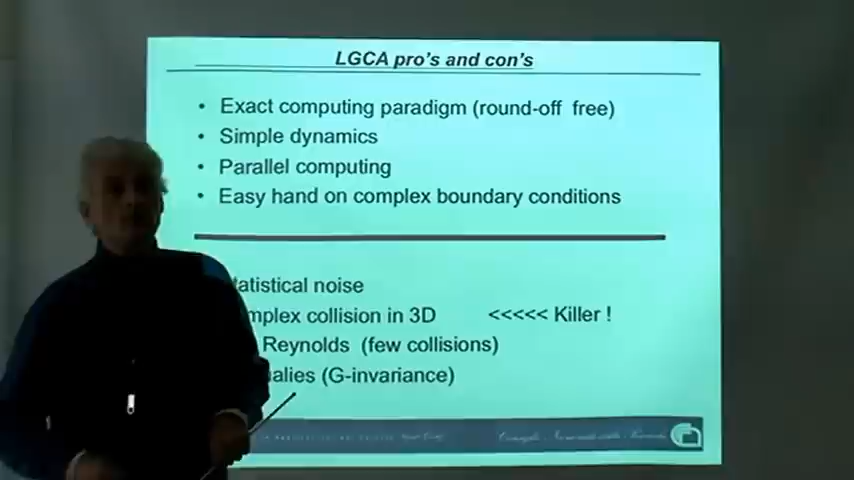 LGCA pro's and con's
• Exact computing paradigm (round-off free)
• Simple dynamics
• Parallel computing
• Easy hand on complex boundary conditions
tatistical noise
mplex collision in 3D <<<<< Killer !
Reynolds (few collisions)
alies (G-invariance)